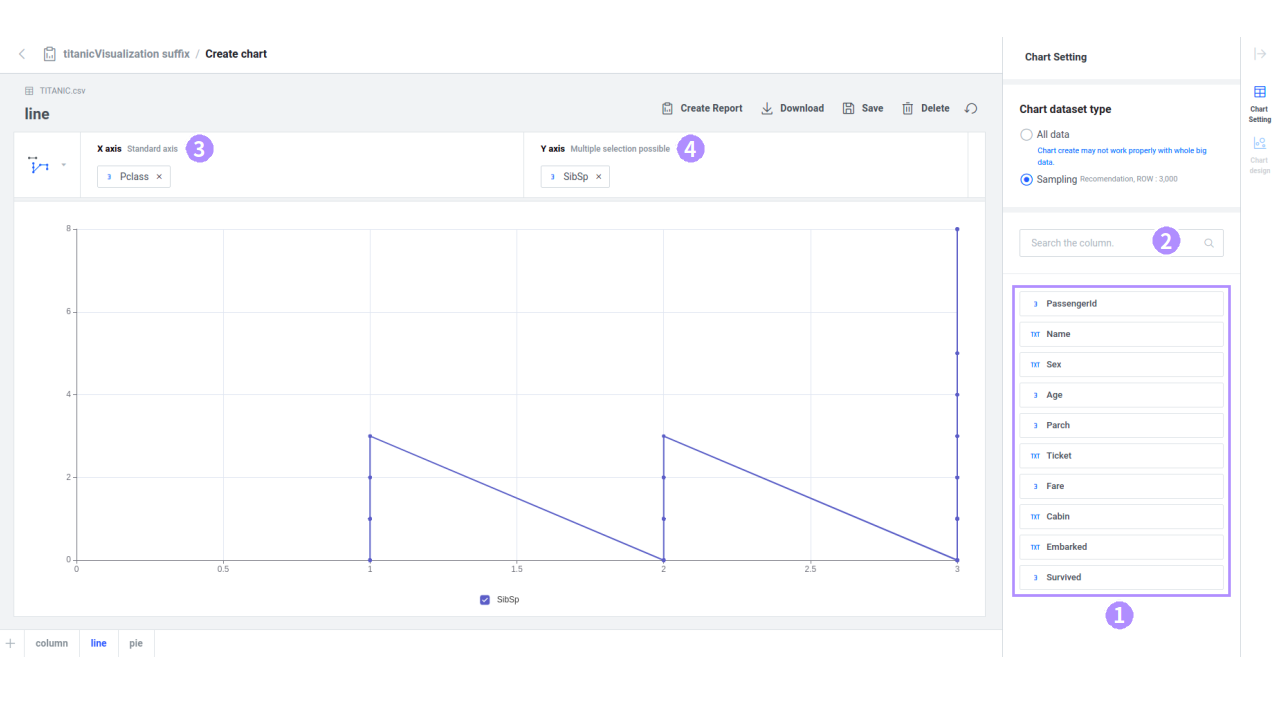 titanicVisualization suffix / Create chart
TITANIC.csv
line
Create Report Download Save Delete
X axis Standard axis 3
3 Pclass ×
Y axis Multiple selection possible 4
3 SibSp ×
8
6
4
2
0
0 0.5 1 1.5 2 2.5 3
SibSp
+ column line pie
Chart Setting
Chart dataset type
All data
Chart create may not work properly with whole big
data.
Sampling Recomendation, ROW : 3,000
Search the column. 2
3 PassengerId
TXT Name
TXT Sex
3 Age
3 Parch
TXT Ticket
3 Fare
TXT Cabin
TXT Embarked
3 Survived
1
Chart
Setting
Chart
design